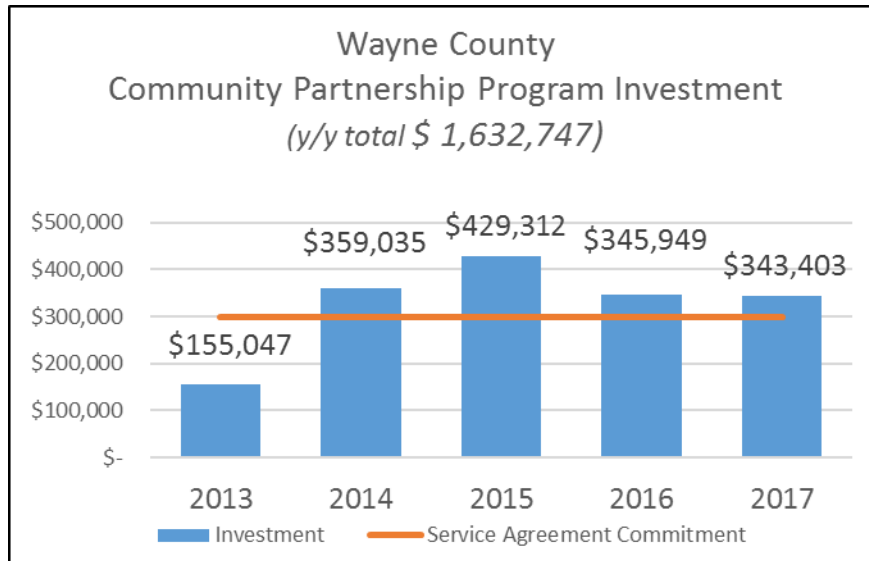 Wayne County
Community Partnership Program Investment
(y/y total $ 1,632,747)
$500,000
$400,000
$300,000
$200,000
$100,000
$-
$155,047
$359,035
$429,312
$345,949
$343,403
2013 2014 2015 2016 2017
Investment Service Agreement Commitment